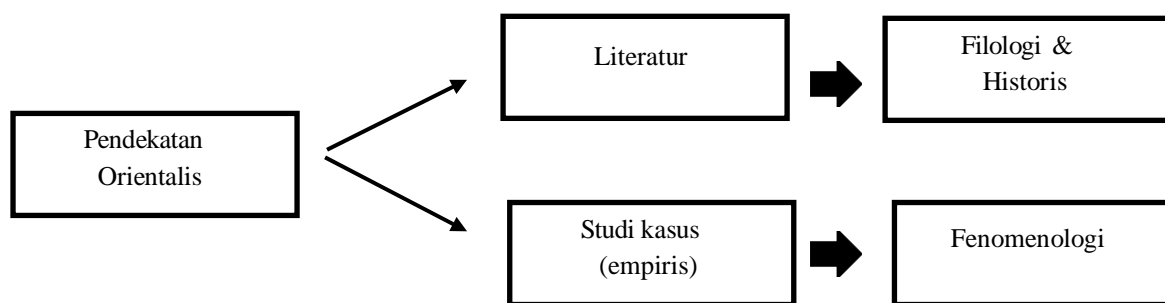 Pendekatan
Orientalis
Literatur
Filologi &
Historis
Studi kasus
(empiris)
Fenomenologi